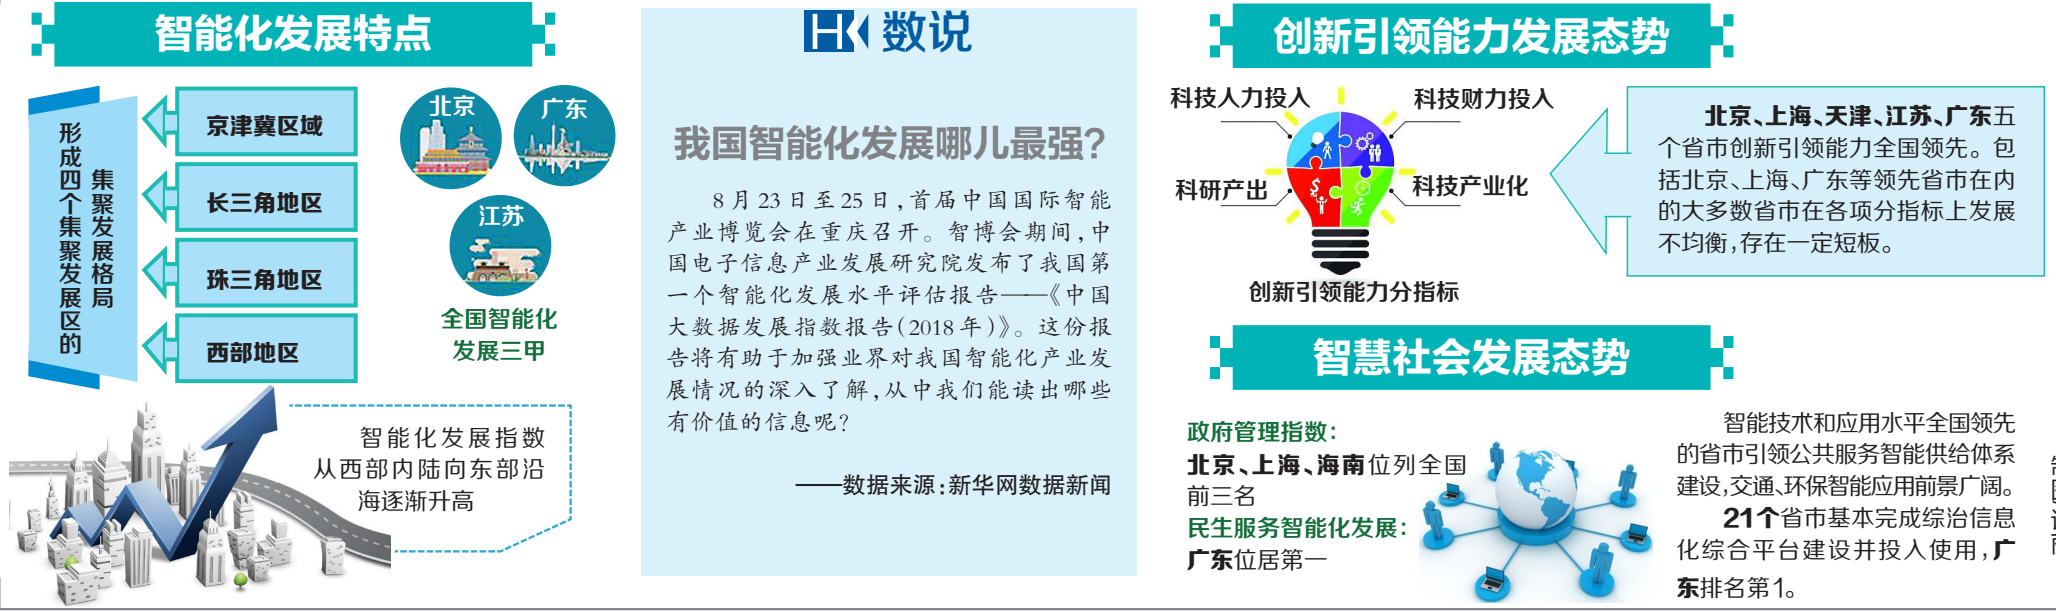 智能化发展特点
形成四个集聚发展区的
集聚发展格局
京津冀区域
长三角地区
珠三角地区
西部地区
北京
广东
江苏
全国智能化
发展三甲
智能化发展指数
从西部内陆向东部沿
海逐渐升高
HK 数说
我国智能化发展哪儿最强?
8月23日至25日,首届中国国际智能
产业博览会在重庆召开。智博会期间,中
国电子信息产业发展研究院发布了我国第
一个智能化发展水平评估报告——《中国
大数据发展指数报告(2018年)》。这份报
告将有助于加强业界对我国智能化产业发
展情况的深入了解,从中我们能读出哪些
有价值的信息呢?
——数据来源:新华网数据新闻
创新引领能力发展态势
科技人力投入
科技财力投入
科研产出
科技产业化
创新引领能力分指标
北京、上海、天津、江苏、广东五
个省市创新引领能力全国领先。包
括北京、上海、广东等领先省市在内
的大多数省市在各项分指标上发展
不均衡,存在一定短板。
智慧社会发展态势
政府管理指数:
北京、上海、海南位列全国
前三名
民生服务智能化发展:
广东位居第一
智能技术和应用水平全国领先
的省市引领公共服务智能供给体系
建设,交通、环保智能应用前景广阔。
21个省市基本完成综治信息
化综合平台建设并投入使用,广
东排名第1。